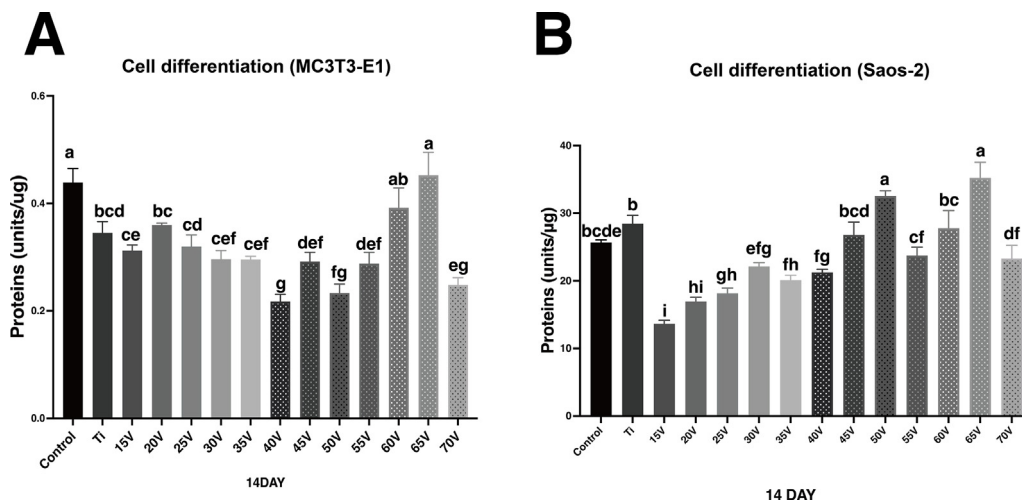 A
Cell differentiation (MC3T3-E1)
Proteins (units/ug)
0.6
0.4
0.2
0.0
a
bcd
ce
bc
cd
cef
cef
g
def
fg
def
ab
a
eg
Control
Ti
15V
20V
25V
30V
35V
40V
45V
50V
55V
60V
65V
70V
14DAY
B
Cell differentiation (Saos-2)
Proteins (units/µg)
40
30
20
10
0
bcde
b
i
hi
gh
efg
fh
fg
bcd
a
cf
bc
a
df
Control
Ti
15V
20V
25V
30V
35V
40V
45V
50V
55V
60V
65V
70V
14 DAY